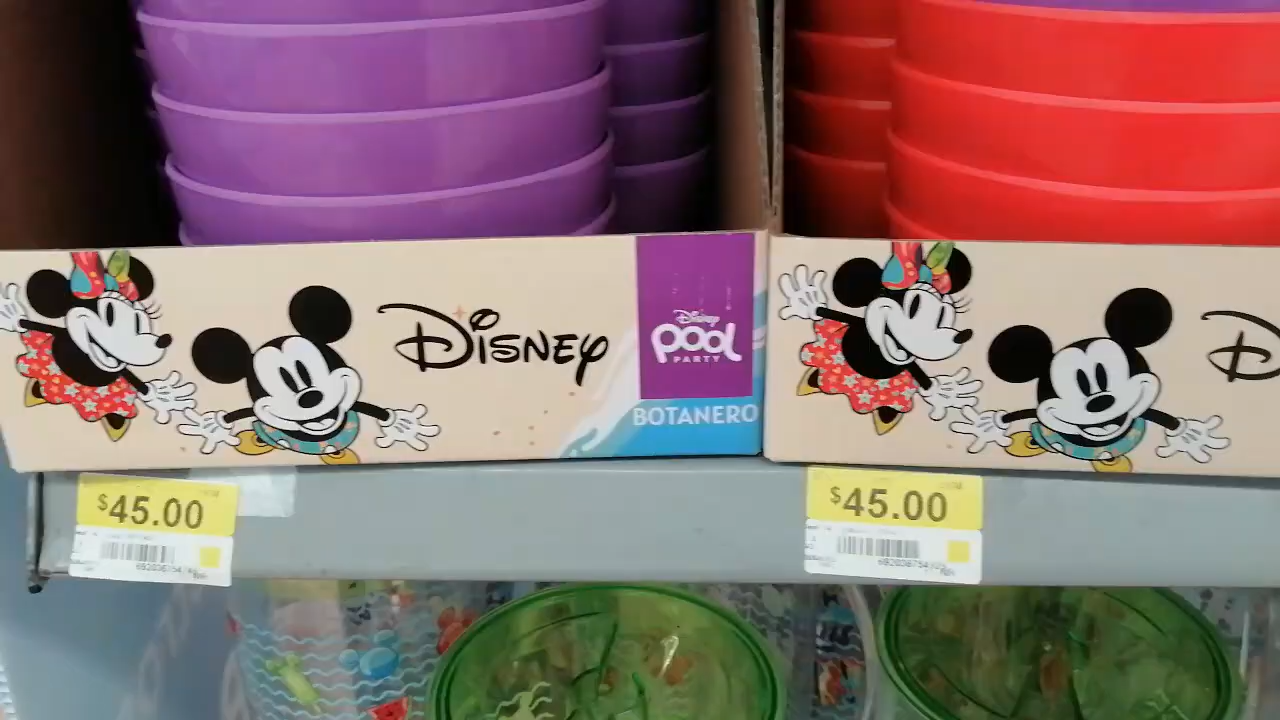 Disney
Disney
pool
PARTY
BOTANERO
D
$45.00
$45.00